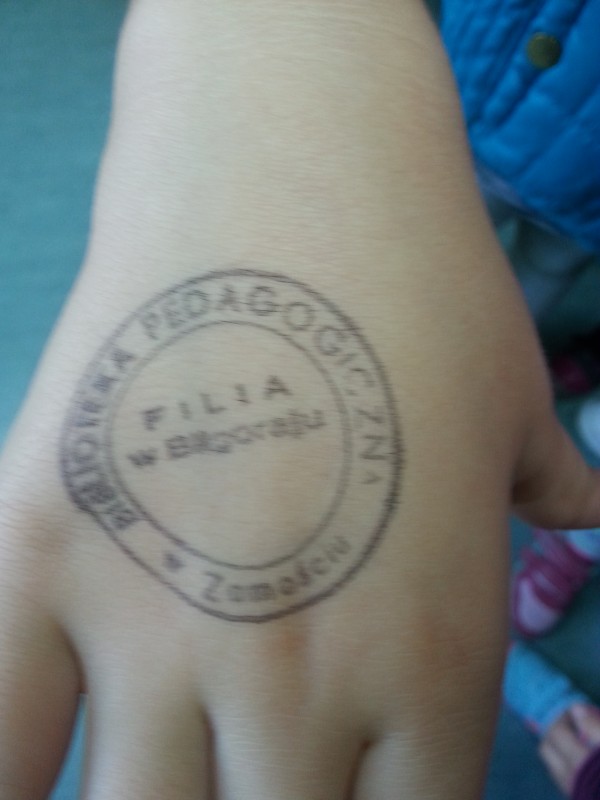 BIBLIOTEKA PEDAGOGICZNA
w Zamościu
FILIA
w Biłgoraju